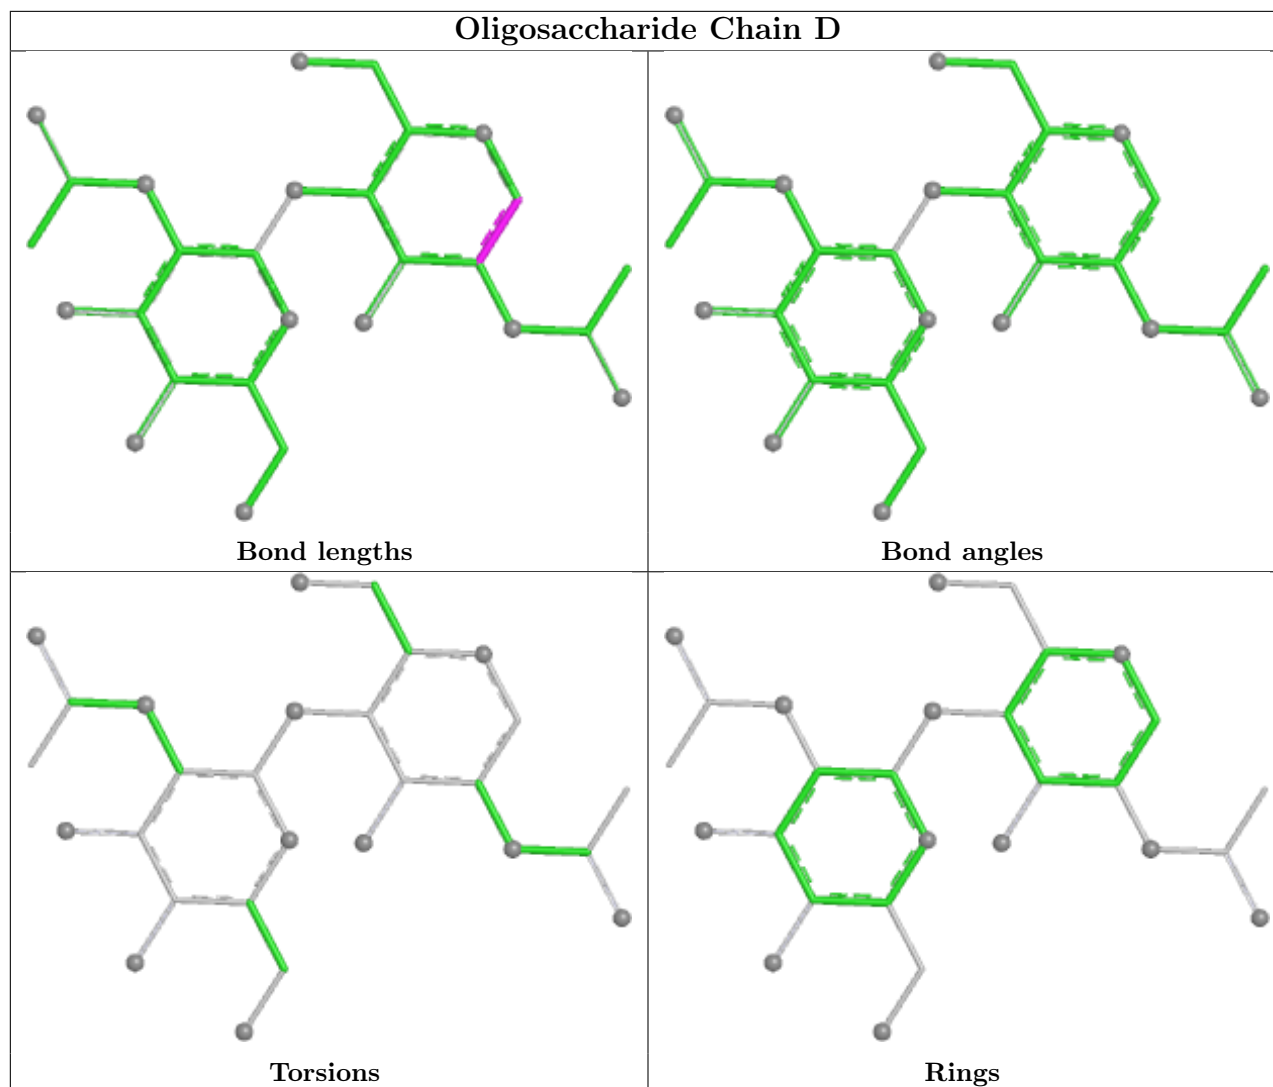 Oligosaccharide Chain D
Bond lengths
Bond angles
Torsions
Rings